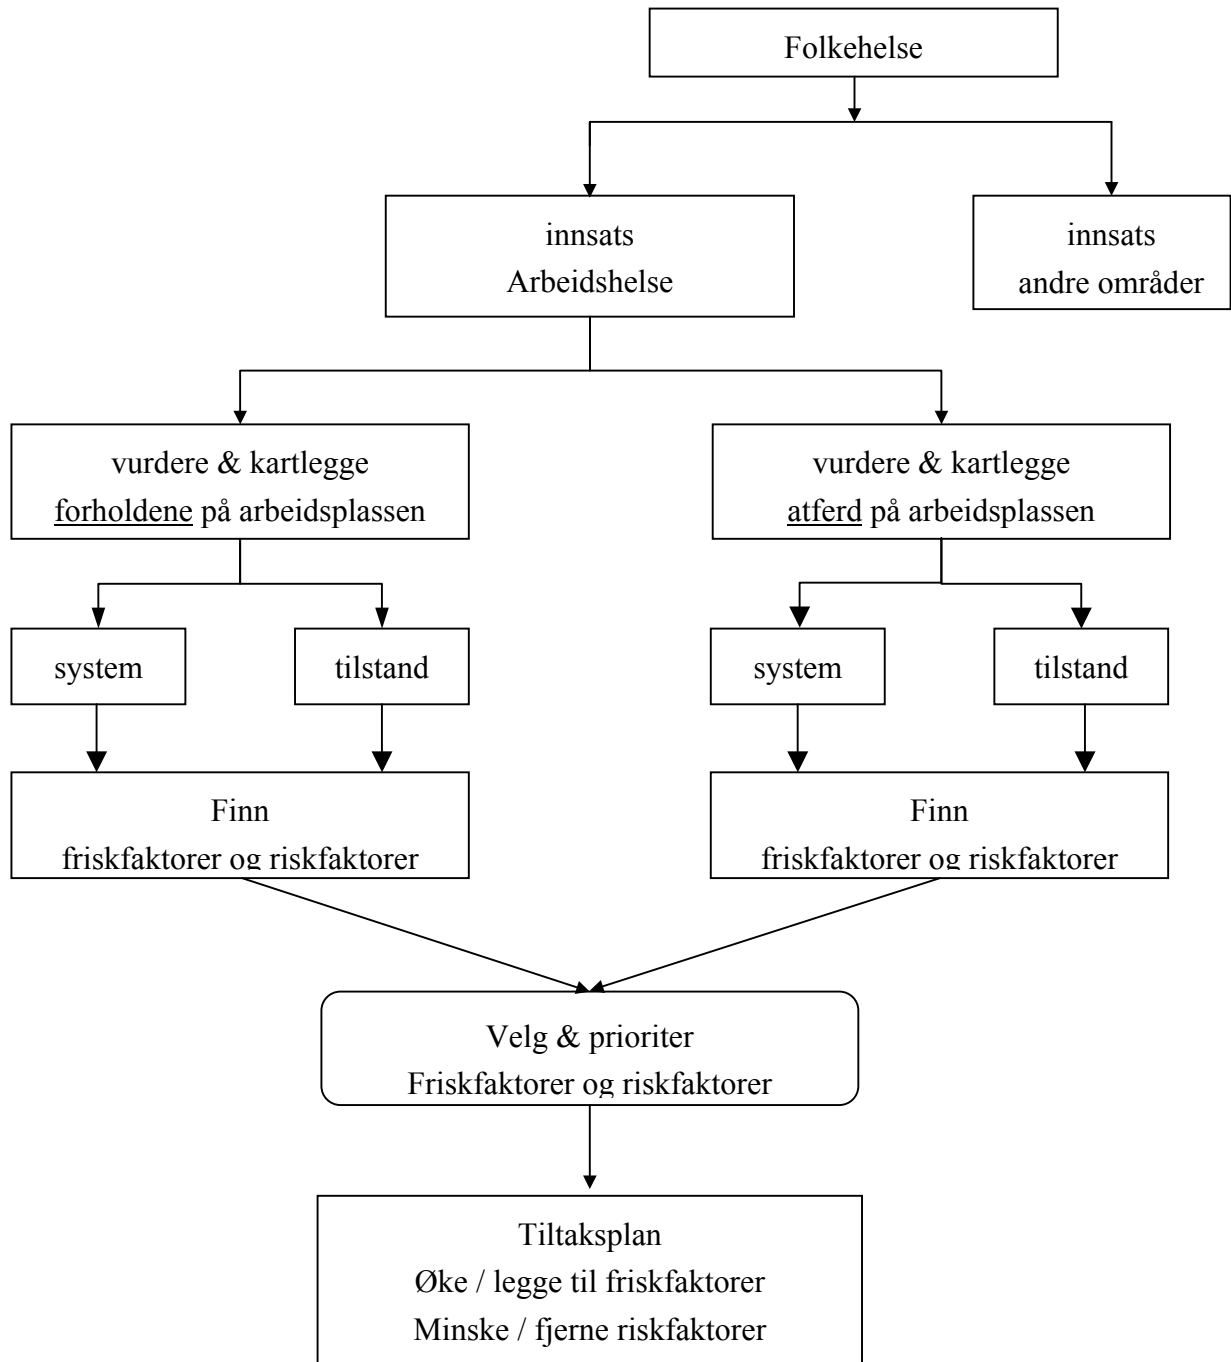 Folkehelse
innsats
Arbeidshelse
innsats
andre områder
vurdere & kartlegge
forholdene på arbeidsplassen
vurdere & kartlegge
atferd på arbeidsplassen
system
tilstand
system
tilstand
Finn
friskfaktorer og riskfaktorer
Finn
friskfaktorer og riskfaktorer
Velg & prioriter
Friskfaktorer og riskfaktorer
Tiltaksplan
Øke / legge til friskfaktorer
Minske / fjerne riskfaktorer